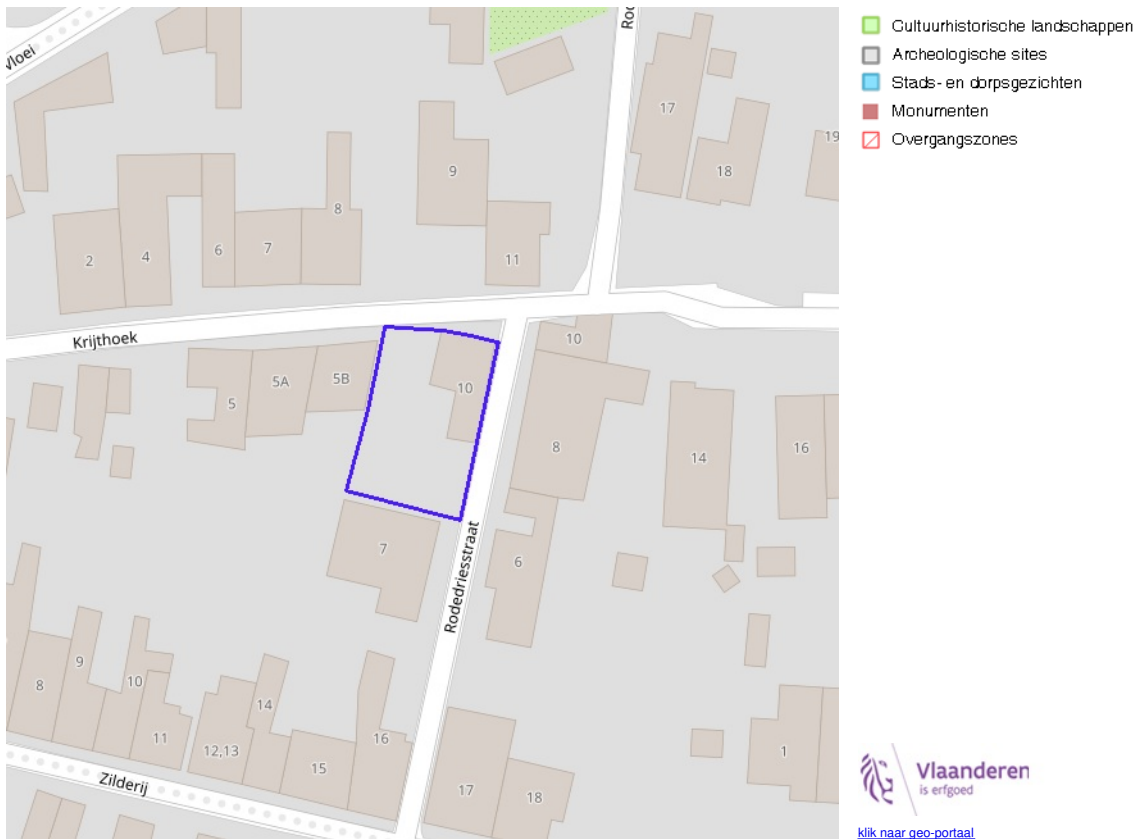 Vloei
Roo
Cultuurhistorische landschappen
Archeologische sites
Stads- en dorpsgezichten
Monumenten
Overgangszones
17
19
18
9
8
2
4
6
7
11
Krijthoek
10
5
5A
5B
10
8
14
16
7
6
Rodedriesstraat
9
8
10
11
14
12,13
15
16
17
18
1
Zilderij
Vlaanderen
is erfgoed
klik naar geo-portaal